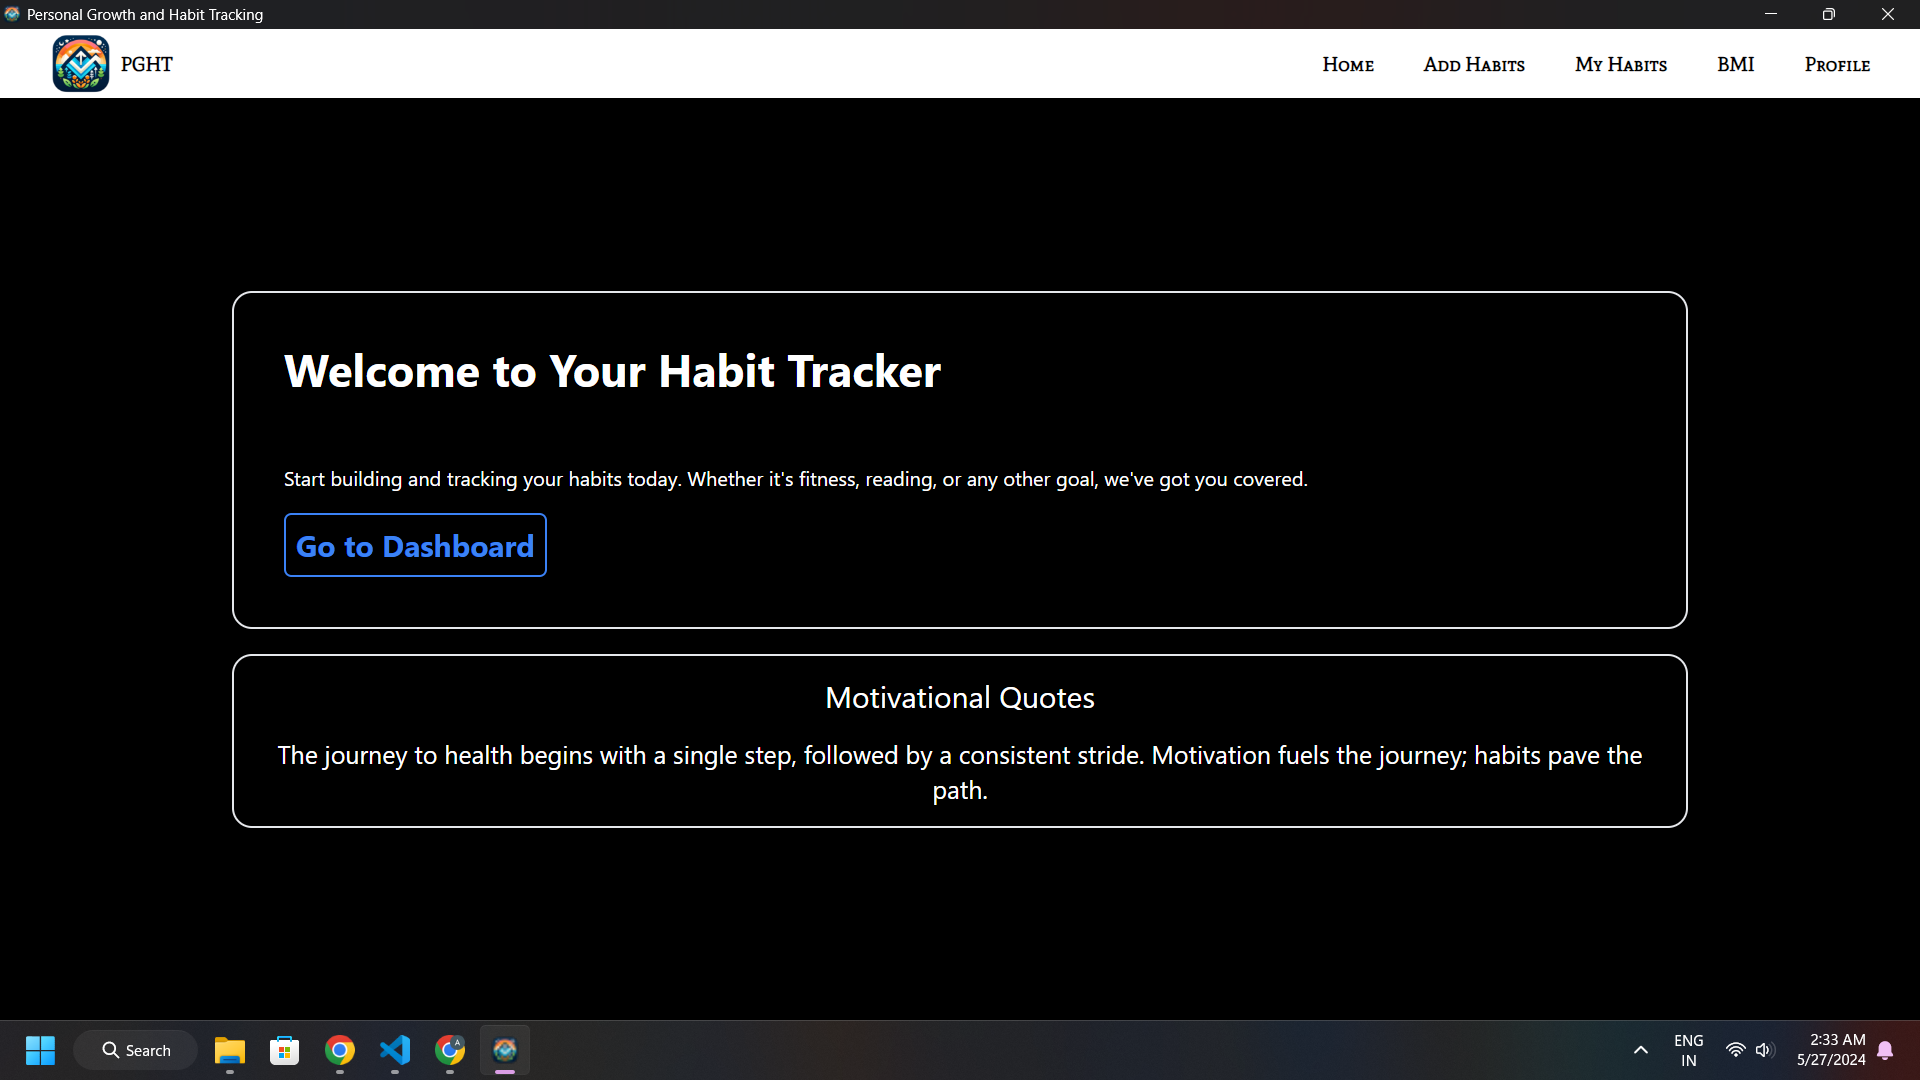 Personal Growth and Habit Tracking
PGHT
Home
Add Habits
My Habits
BMI
Profile
Welcome to Your Habit Tracker
Start building and tracking your habits today. Whether it's fitness, reading, or any other goal, we've got you covered.
Go to Dashboard
Motivational Quotes
The journey to health begins with a single step, followed by a consistent stride. Motivation fuels the journey; habits pave the
path.
Search
A
ENG
IN
2:33 AM
5/27/2024